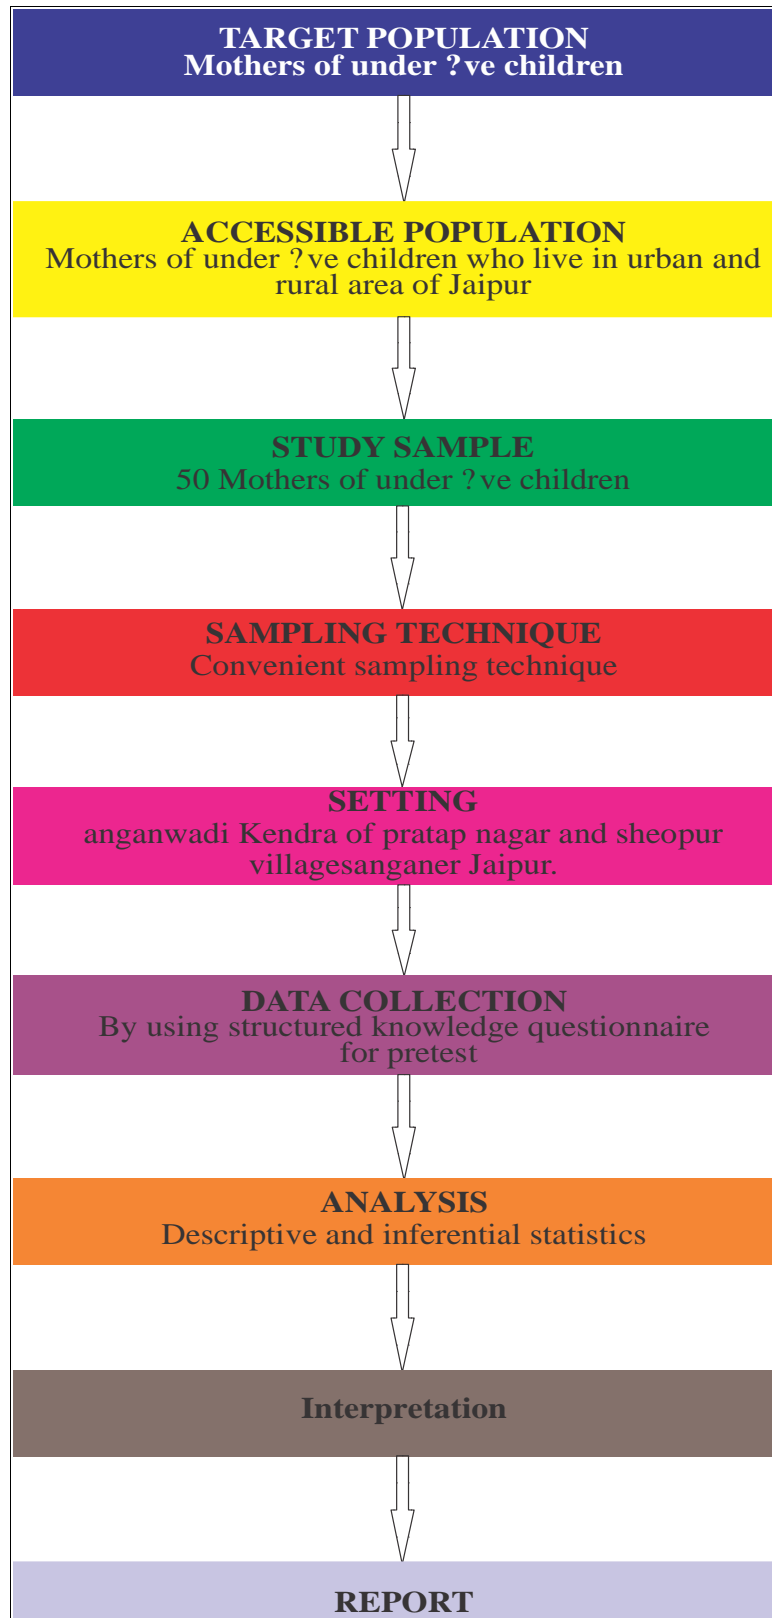 TARGET POPULATION
Mothers of under ?ve children
ACCESSIBLE POPULATION
Mothers of under ?ve children who live in urban and
rural area of Jaipur
STUDY SAMPLE
50 Mothers of under ?ve children
SAMPLING TECHNIQUE
Convenient sampling technique
SETTING
anganwadi Kendra of pratap nagar and sheopur
villagesanganer Jaipur.
DATA COLLECTION
By using structured knowledge questionnaire
for pretest
ANALYSIS
Descriptive and inferential statistics
Interpretation
REPORT